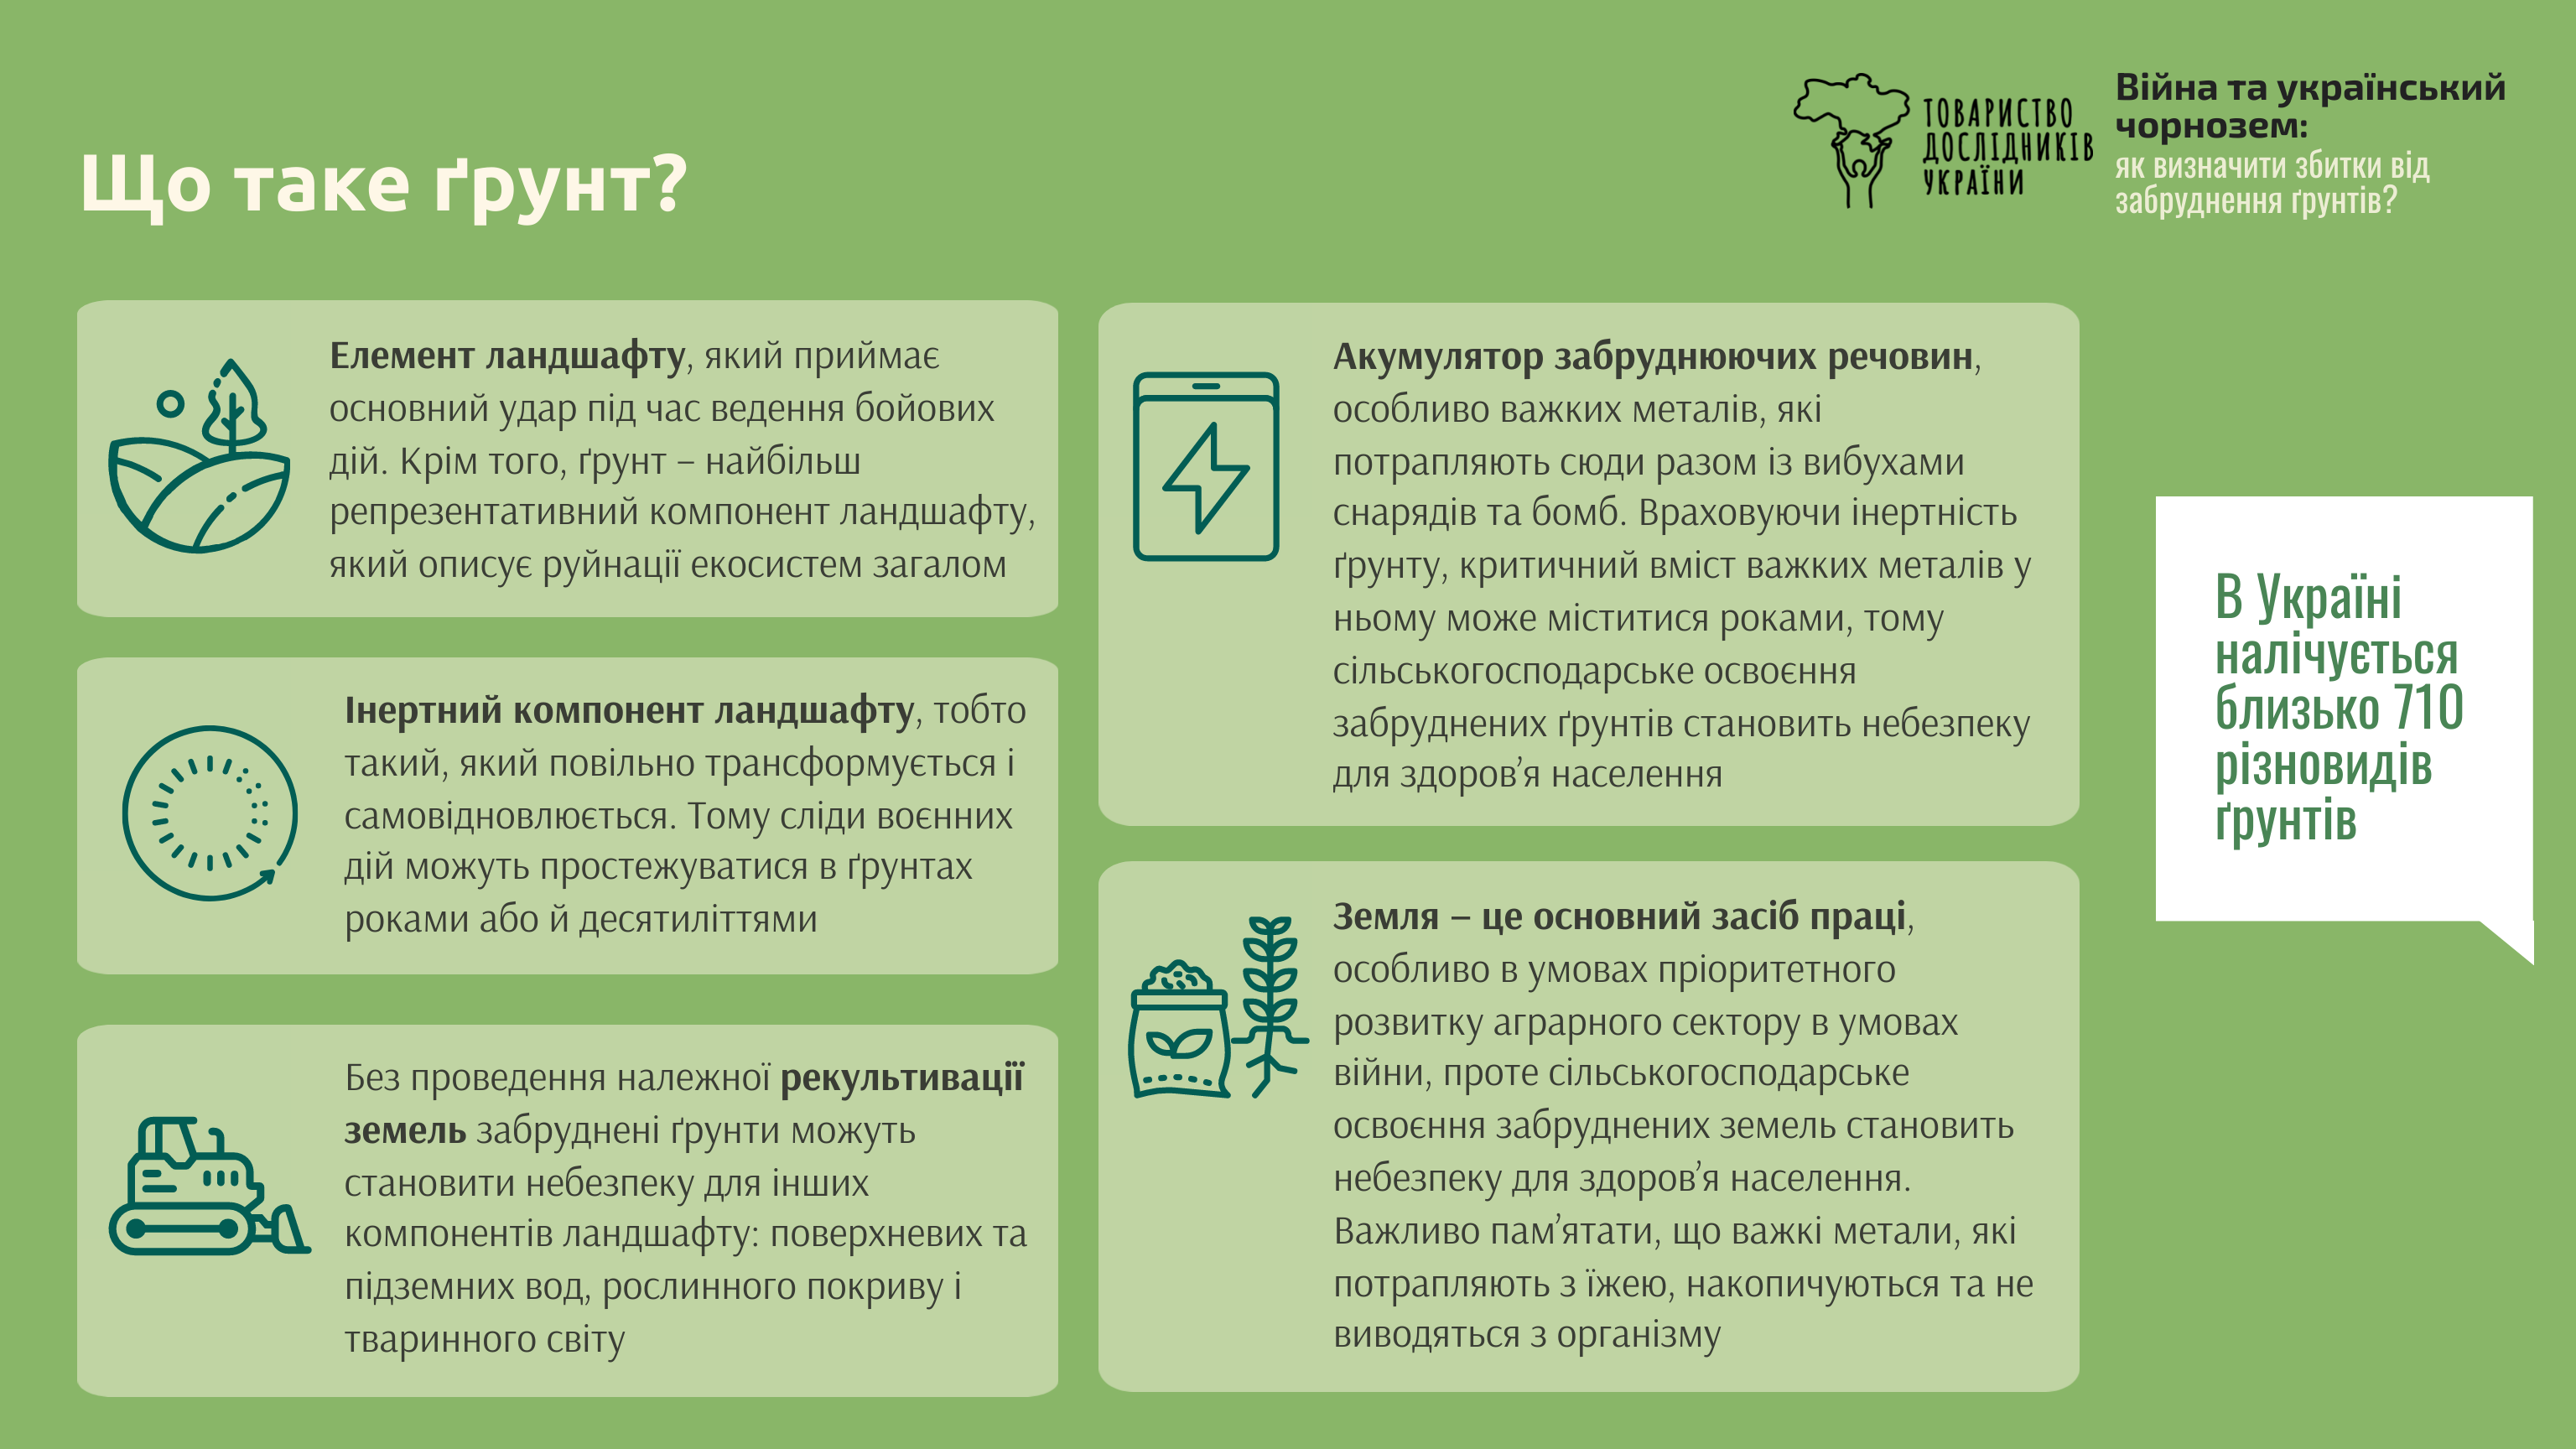 Що таке ґрунт?
ТОВАРИСТВО
ДОСЛІДНИКІВ
УКРАЇНИ
Війна та український
чорнозем:
як визначити збитки від
забруднення ґрунтів?
Елемент ландшафту, який приймає
основний удар під час ведення бойових
дій. Крім того, ґрунт – найбільш
репрезентативний компонент ландшафту,
який описує руйнації екосистем загалом
Інертний компонент ландшафту, тобто
такий, який повільно трансформується і
самовідновлюється. Тому сліди воєнних
дій можуть простежуватися в ґрунтах
роками або й десятиліттями
Без проведення належної рекультивації
земель забруднені ґрунти можуть
становити небезпеку для інших
компонентів ландшафту: поверхневих та
підземних вод, рослинного покриву і
тваринного світу
Акумулятор забруднюючих речовин,
особливо важких металів, які
потрапляють сюди разом із вибухами
снарядів та бомб. Враховуючи інертність
ґрунту, критичний вміст важких металів у
ньому може міститися роками, тому
сільськогосподарське освоєння
забруднених ґрунтів становить небезпеку
для здоров’я населення
Земля – це основний засіб праці,
особливо в умовах пріоритетного
розвитку аграрного сектору в умовах
війни, проте сільськогосподарське
освоєння забруднених земель становить
небезпеку для здоров’я населення.
Важливо пам’ятати, що важкі метали, які
потрапляють з їжею, накопичуються та не
виводяться з організму
В Україні
налічується
близько 710
різновидів
ґрунтів